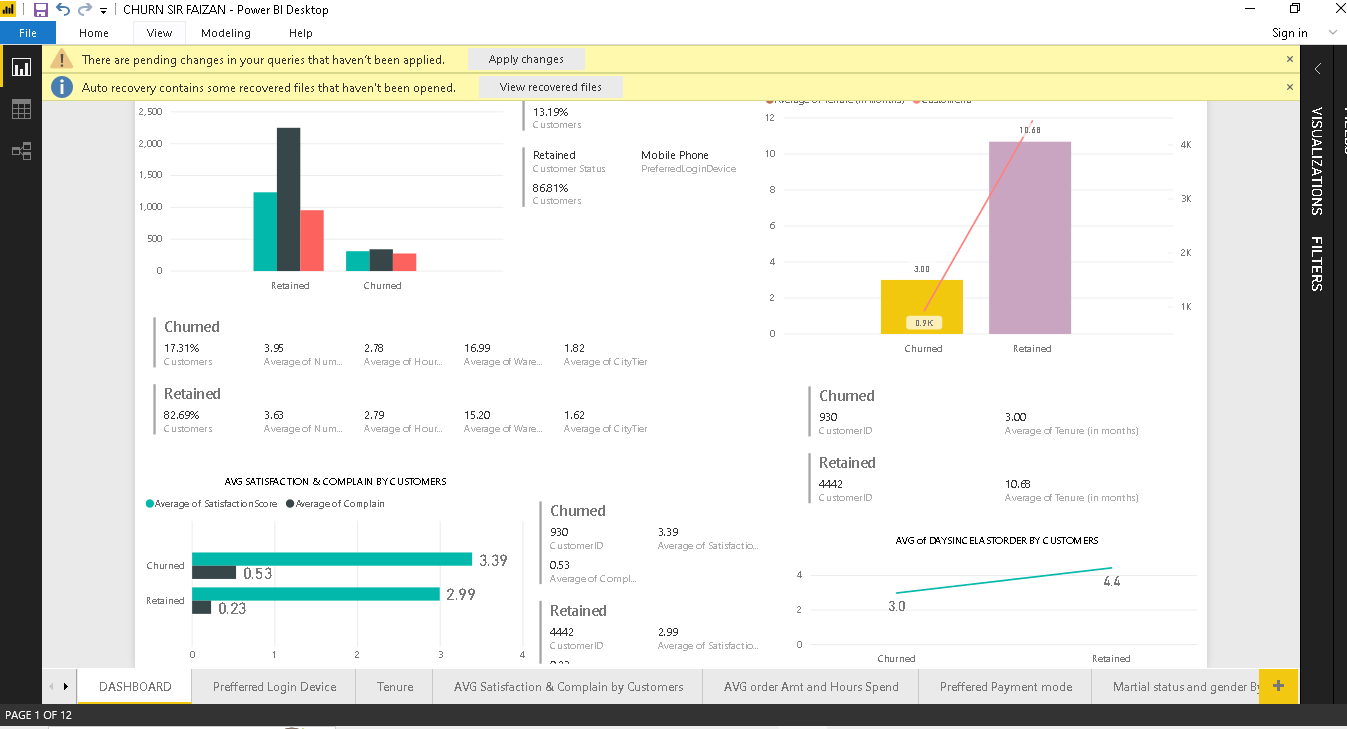 CHURN SIR FAIZAN - Power BI Desktop
File Home View Modeling Help Sign in
There are pending changes in your queries that haven't been applied. Apply changes
Auto recovery contains some recovered files that haven't been opened. View recovered files
2,500
2,000
1,500
1,000
500
0
Retained Churned
13.19%
Customers
Retained Mobile Phone
Customer Status PreferredLoginDevice
86.81%
Customers
Average of Tenure (in months) CustomerID
12
10
8
6
4
2
0
4K
3K
2K
1K
10.68
3.00
0.9K
Churned Retained
VISUALIZATIONS
FILTERS
FIELDS
Churned
17.31% 3.95 2.78 16.99 1.82
Customers Average of Num... Average of Hour... Average of Ware... Average of CityTier
Retained
82.69% 3.63 2.79 15.20 1.62
Customers Average of Num... Average of Hour... Average of Ware... Average of CityTier
Churned
930 3.00
CustomerID Average of Tenure (in months)
Retained
4442 10.68
CustomerID Average of Tenure (in months)
AVG SATISFACTION & COMPLAIN BY CUSTOMERS
Average of SatisfactionScore Average of Complain
Churned 3.39
0.53
Retained 2.99
0.23
0 1 2 3 4
Churned
930 3.39
CustomerID Average of Satisfactio...
0.53
Average of Compl...
Retained
4442 2.99
CustomerID Average of Satisfactio...
0.23
AVG of DAYSINCELASTORDER BY CUSTOMERS
4
2
0
3.0 4.4
Churned Retained
DASHBOARD Prefferred Login Device Tenure AVG Satisfaction & Complain by Customers AVG order Amt and Hours Spend Preffered Payment mode Martial status and gender By
PAGE 1 OF 12